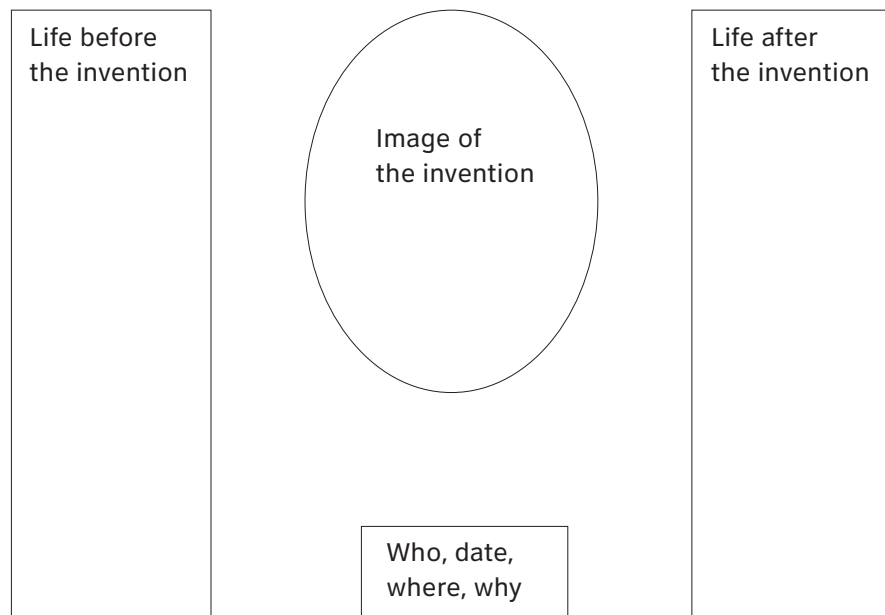 Life before
the invention
Image of
the invention
Life after
the invention
Who, date,
where, why